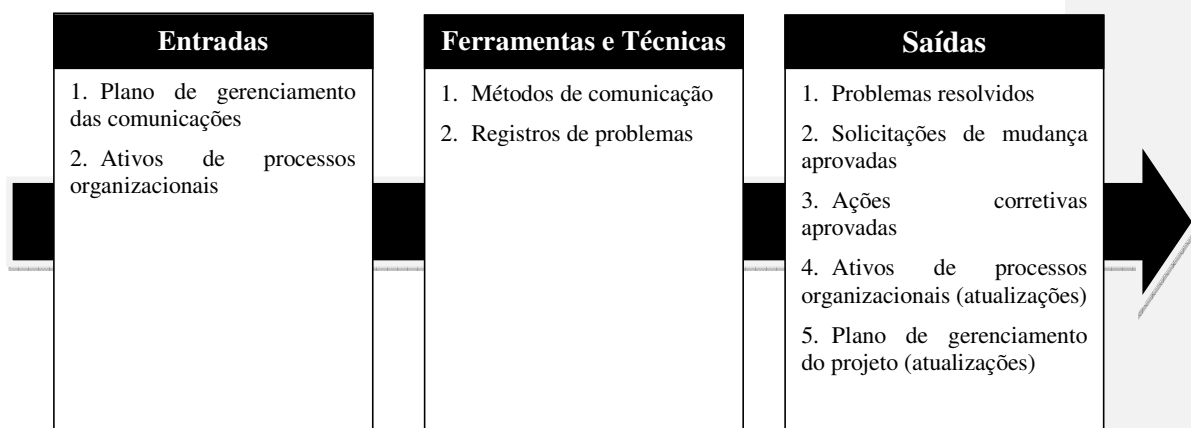 Entradas
1. Plano de gerenciamento
das comunicações
2. Ativos de processos
organizacionais
Ferramentas e Técnicas
1. Métodos de comunicação
2. Registros de problemas
Saídas
1. Problemas resolvidos
2. Solicitações de mudança
aprovadas
3. Ações corretivas
aprovadas
4. Ativos de processos
organizacionais (atualizações)
5. Plano de gerenciamento
do projeto (atualizações)